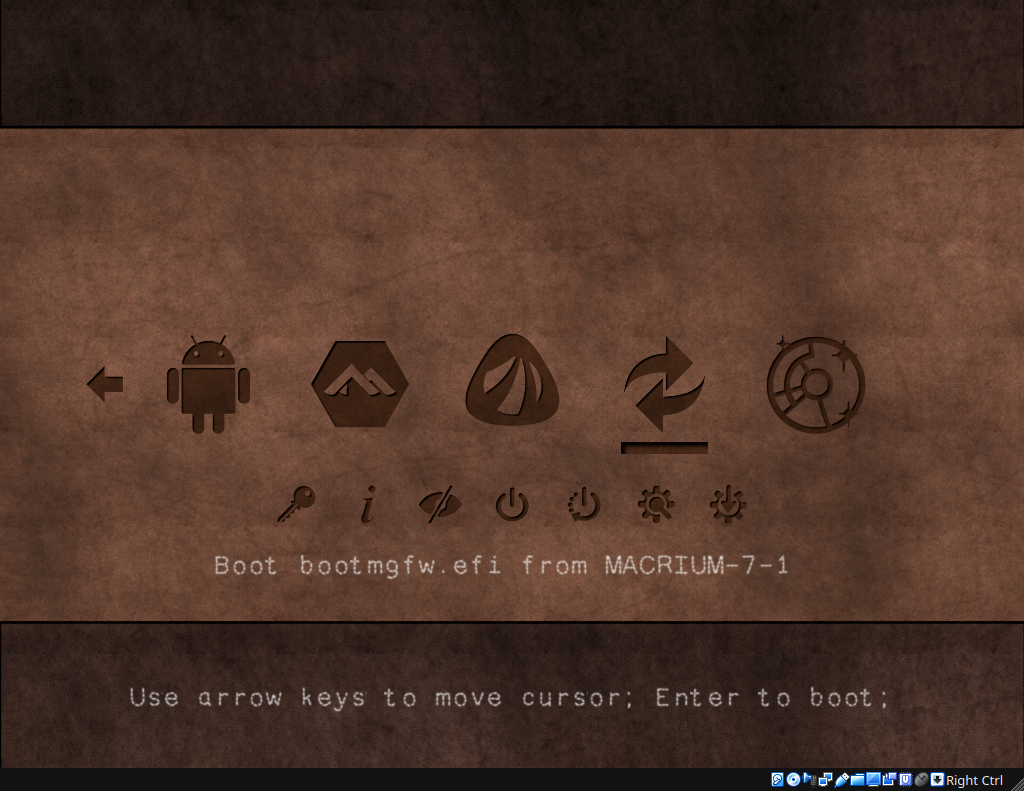 Boot bootmgfw.efi from MACRIUM-7-1
Use arrow keys to move cursor; Enter to boot;
Right Ctrl